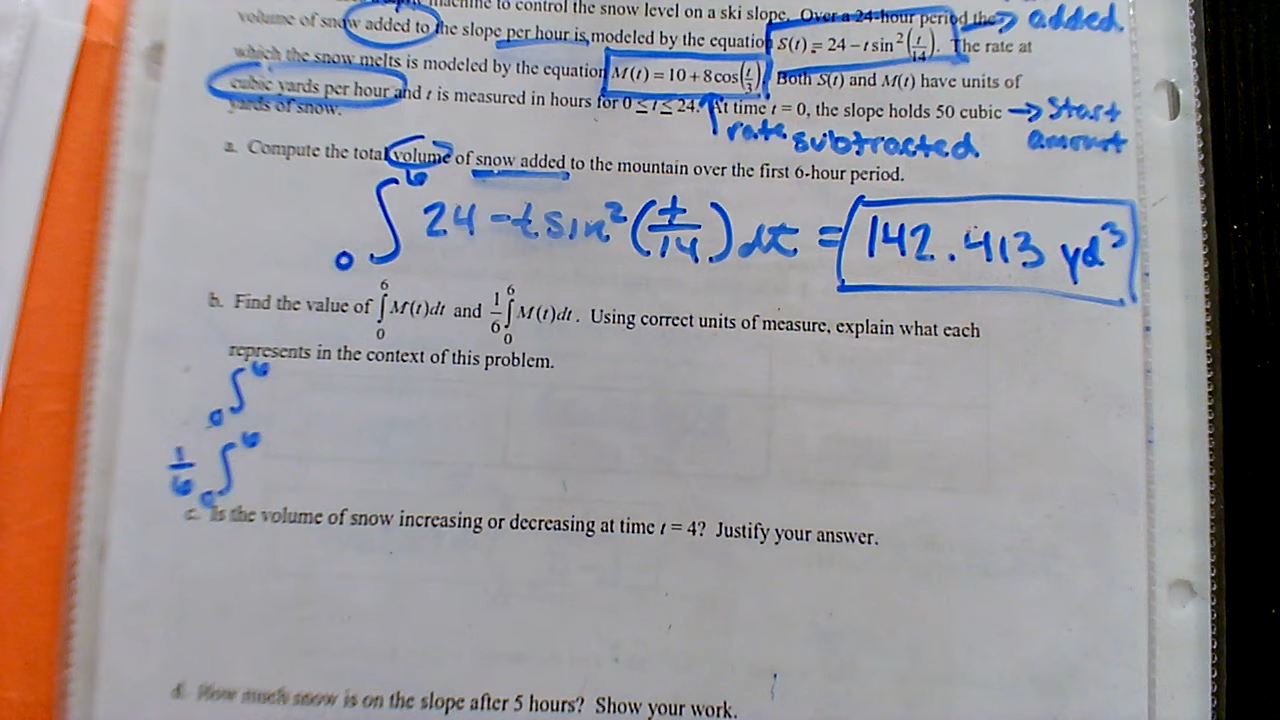 machine to control the snow level on a ski slope. Over a 24-hour period the → added
volume of snow added to the slope per hour is modeled by the equation S(t) = 24 − t sin²(t/14). The rate at
which the snow melts is modeled by the equation M(t) = 10 + 8cos(t/3). Both S(t) and M(t) have units of
cubic yards per hour and t is measured in hours for 0 ≤ t ≤ 24. At time t = 0, the slope holds 50 cubic → Start amount
yards of snow.
↑ rate subtracted
a. Compute the total volume of snow added to the mountain over the first 6-hour period.
∫₀⁶ 24 − t sin²(t/14) dt = 142.413 yd³
b. Find the value of ∫₀⁶ M(t)dt and 1/6 ∫₀⁶ M(t)dt. Using correct units of measure, explain what each
represents in the context of this problem.
∫₀⁶
1/6 ∫₀⁶
c. Is the volume of snow increasing or decreasing at time t = 4? Justify your answer.
d. How much snow is on the slope after 5 hours? Show your work.